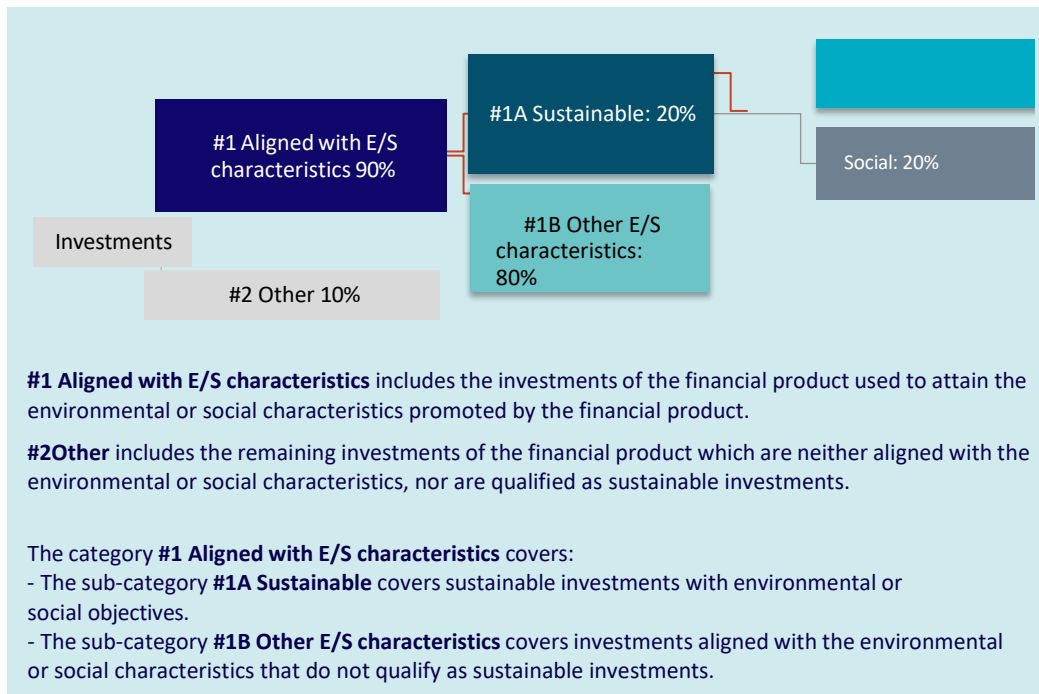 #1 Aligned with E/S
characteristics 90%
#1A Sustainable: 20%
Social: 20%
#1B Other E/S
characteristics:
80%
Investments
#2 Other 10%
#1 Aligned with E/S characteristics includes the investments of the financial product used to attain the
environmental or social characteristics promoted by the financial product.
#2Other includes the remaining investments of the financial product which are neither aligned with the
environmental or social characteristics, nor are qualified as sustainable investments.
The category #1 Aligned with E/S characteristics covers:
- The sub-category #1A Sustainable covers sustainable investments with environmental or
social objectives.
- The sub-category #1B Other E/S characteristics covers investments aligned with the environmental
or social characteristics that do not qualify as sustainable investments.